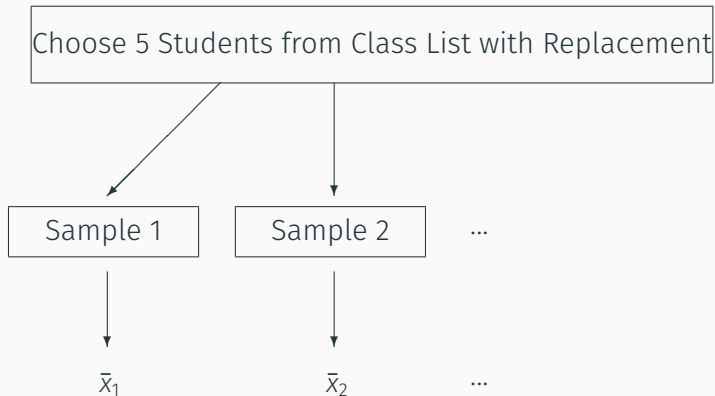 Choose 5 Students from Class List with Replacement
Sample 1 Sample 2 ...
x̄₁ x̄₂ ...